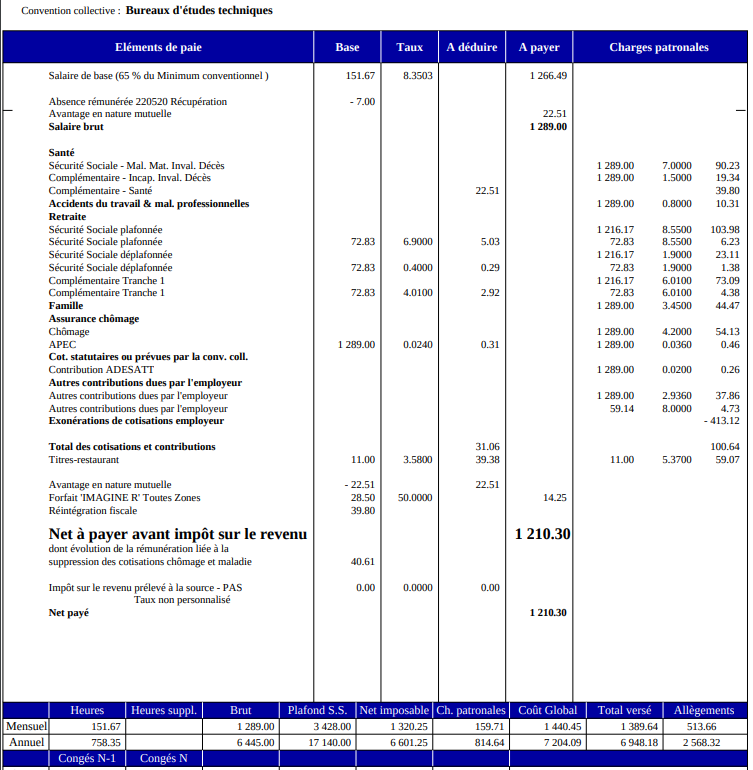 Convention collective : Bureaux d'études techniques
Eléments de paie Base Taux A déduire A payer Charges patronales
Salaire de base (65 % du Minimum conventionnel ) 151.67 8.3503 1 266.49
Absence rémunérée 220520 Récupération - 7.00
Avantage en nature mutuelle 22.51
Salaire brut 1 289.00
Santé
Sécurité Sociale - Mal. Mat. Inval. Décès 1 289.00 7.0000 90.23
Complémentaire - Incap. Inval. Décès 1 289.00 1.5000 19.34
Complémentaire - Santé 22.51 39.80
Accidents du travail & mal. professionnelles 1 289.00 0.8000 10.31
Retraite
Sécurité Sociale plafonnée 1 216.17 8.5500 103.98
Sécurité Sociale plafonnée 72.83 6.9000 5.03 72.83 8.5500 6.23
Sécurité Sociale déplafonnée 1 216.17 1.9000 23.11
Sécurité Sociale déplafonnée 72.83 0.4000 0.29 72.83 1.9000 1.38
Complémentaire Tranche 1 1 216.17 6.0100 73.09
Complémentaire Tranche 1 72.83 4.0100 2.92 72.83 6.0100 4.38
Famille 1 289.00 3.4500 44.47
Assurance chômage
Chômage 1 289.00 4.2000 54.13
APEC 1 289.00 0.0240 0.31 1 289.00 0.0360 0.46
Cot. statutaires ou prévues par la conv. coll.
Contribution ADESATT 1 289.00 0.0200 0.26
Autres contributions dues par l'employeur
Autres contributions dues par l'employeur 1 289.00 2.9360 37.86
Autres contributions dues par l'employeur 59.14 8.0000 4.73
Exonérations de cotisations employeur - 413.12
Total des cotisations et contributions 31.06 100.64
Titres-restaurant 11.00 3.5800 39.38 11.00 5.3700 59.07
Avantage en nature mutuelle - 22.51 22.51
Forfait 'IMAGINE R' Toutes Zones 28.50 50.0000 14.25
Réintégration fiscale 39.80
Net à payer avant impôt sur le revenu 1 210.30
dont évolution de la rémunération liée à la
suppression des cotisations chômage et maladie 40.61
Impôt sur le revenu prélevé à la source - PAS 0.00 0.0000 0.00
Taux non personnalisé
Net payé 1 210.30
Heures Heures suppl. Brut Plafond S.S. Net imposable Ch. patronales Coût Global Total versé Allègements
Mensuel 151.67 1 289.00 3 428.00 1 320.25 159.71 1 440.45 1 389.64 513.66
Annuel 758.35 6 445.00 17 140.00 6 601.25 814.64 7 204.09 6 948.18 2 568.32
Congés N-1 Congés N